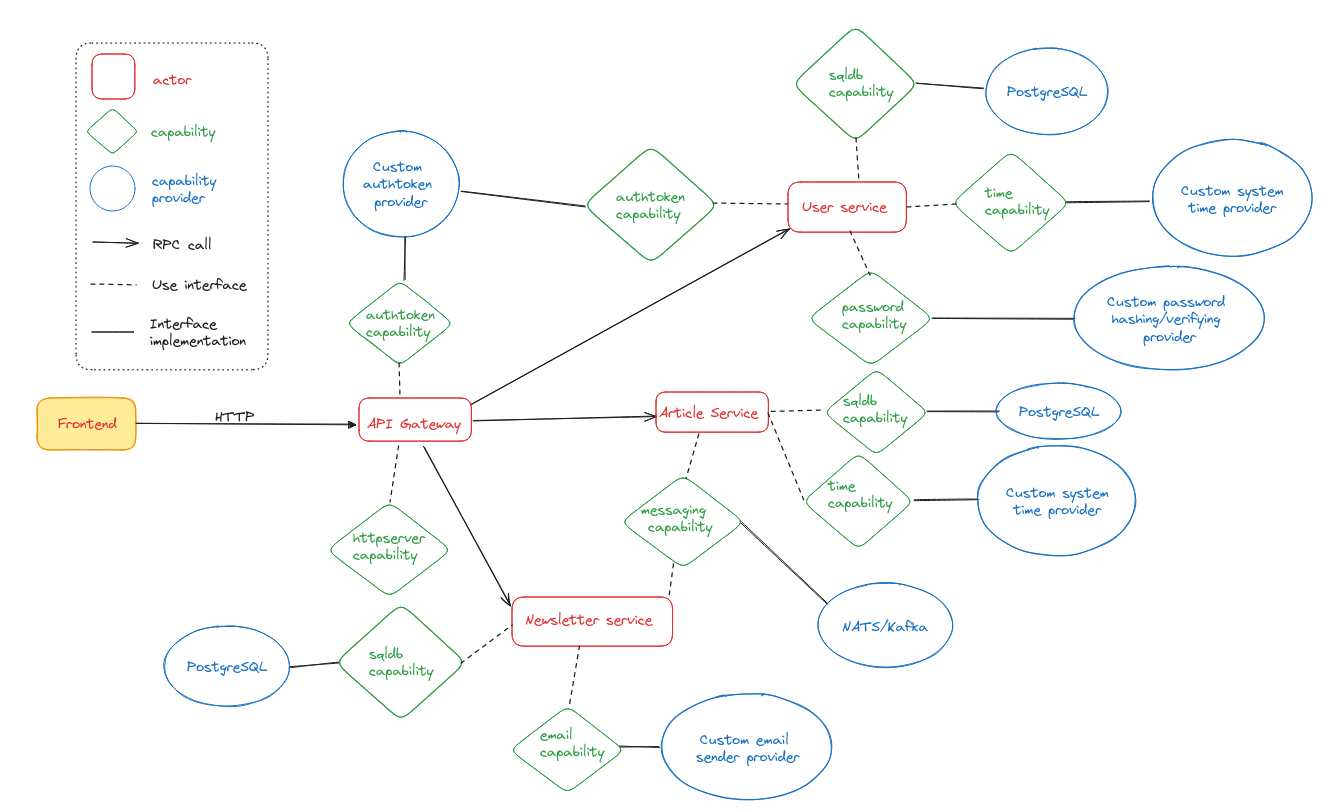 actor
capability
capability
provider
RPC call
Use interface
Interface
implementation
Custom
authtoken
provider
authtoken
capability
authtoken
capability
sqldb
capability
PostgreSQL
User service
time
capability
Custom system
time provider
password
capability
Custom password
hashing/verifying
provider
Frontend
HTTP
API Gateway
Article Service
sqldb
capability
PostgreSQL
time
capability
Custom system
time provider
messaging
capability
httpserver
capability
NATS/Kafka
Newsletter service
sqldb
capability
PostgreSQL
email
capability
Custom email
sender provider